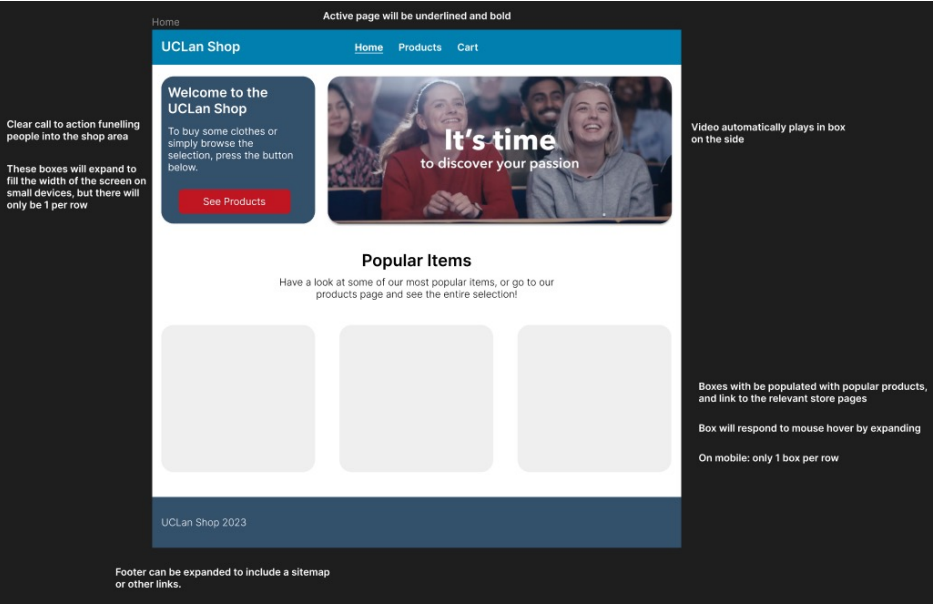 Active page will be underlined and bold
Home
UCLan Shop
Home Products Cart
Clear call to action funelling
people into the shop area
These boxes will expand to
fill the width of the screen on
small devices, but there will
only be 1 per row
Welcome to the
UCLan Shop
To buy some clothes or
simply browse the
selection, press the button
below.
See Products
It's time
to discover your passion
Video automatically plays in box
on the side
Popular Items
Have a look at some of our most popular items, or go to our
products page and see the entire selection!
Boxes with be populated with popular products,
and link to the relevant store pages
Box will respond to mouse hover by expanding
On mobile: only 1 box per row
UCLan Shop 2023
Footer can be expanded to include a sitemap
or other links.